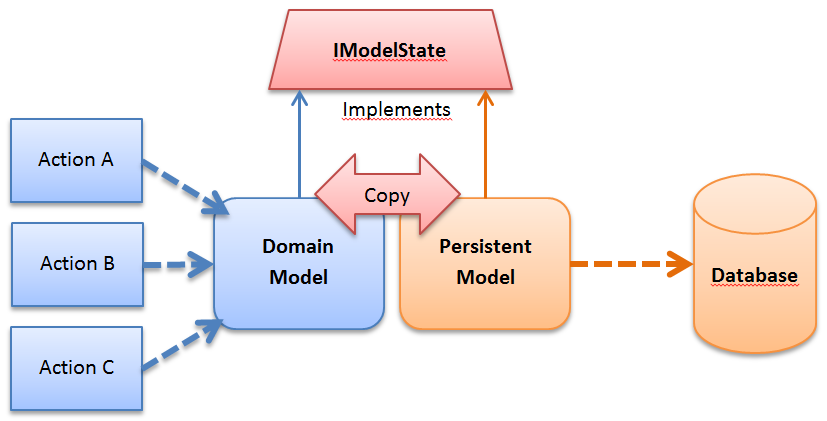 IModelState
Implements
Action A
Copy
Action B
Domain
Model
Persistent
Model
Database
Action C